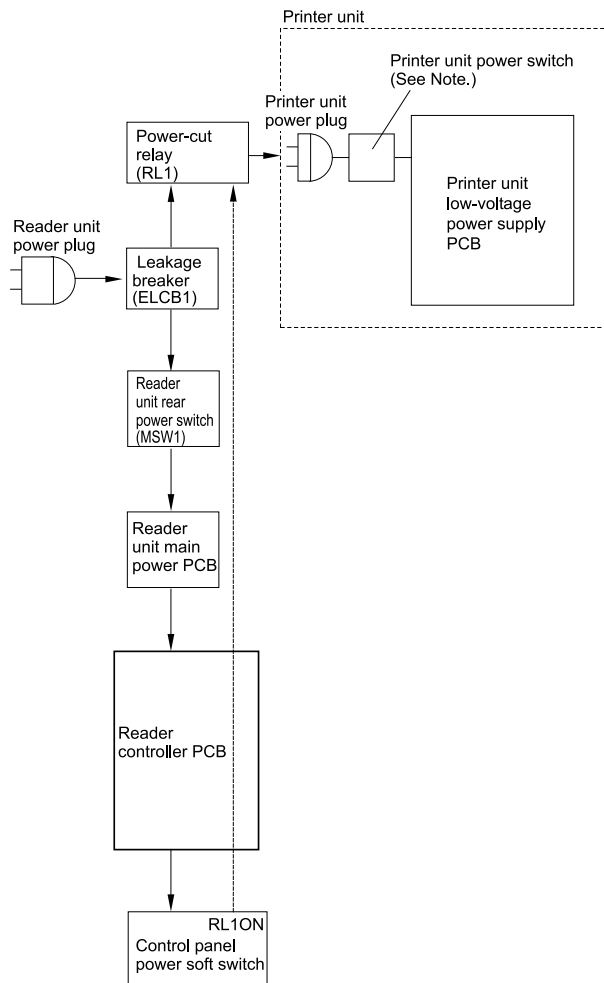 Printer unit
Printer unit power switch
(See Note.)
Printer unit
power plug
Power-cut
relay
(RL1)
Printer unit
low-voltage
power supply
PCB
Reader unit
power plug
Leakage
breaker
(ELCB1)
Reader
unit rear
power switch
(MSW1)
Reader
unit main
power PCB
Reader
controller PCB
RL1ON
Control panel
power soft switch